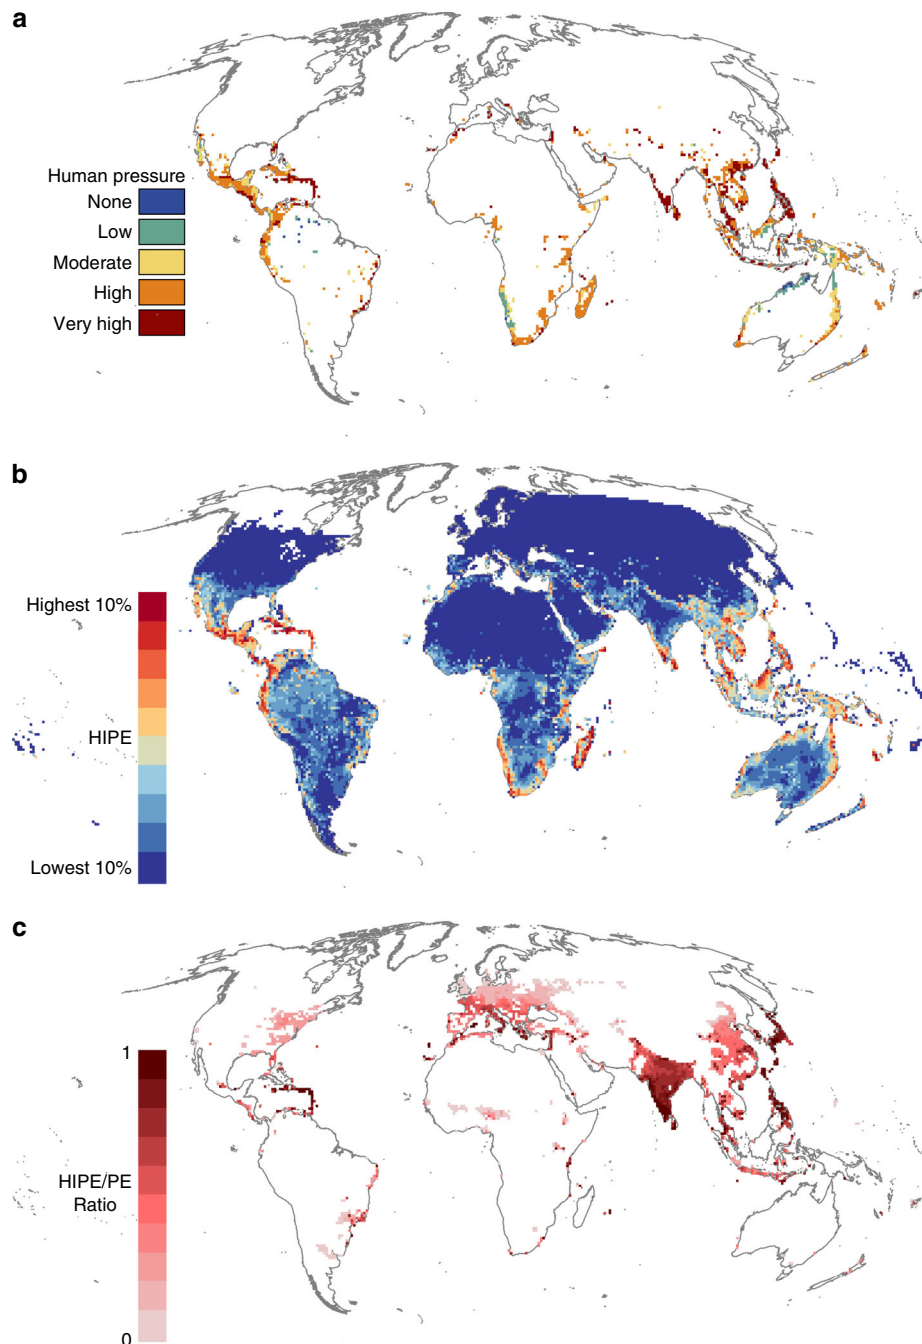 a
Human pressure
None
Low
Moderate
High
Very high
b
Highest 10%
HIPE
Lowest 10%
c
1
HIPE/PE
Ratio
0